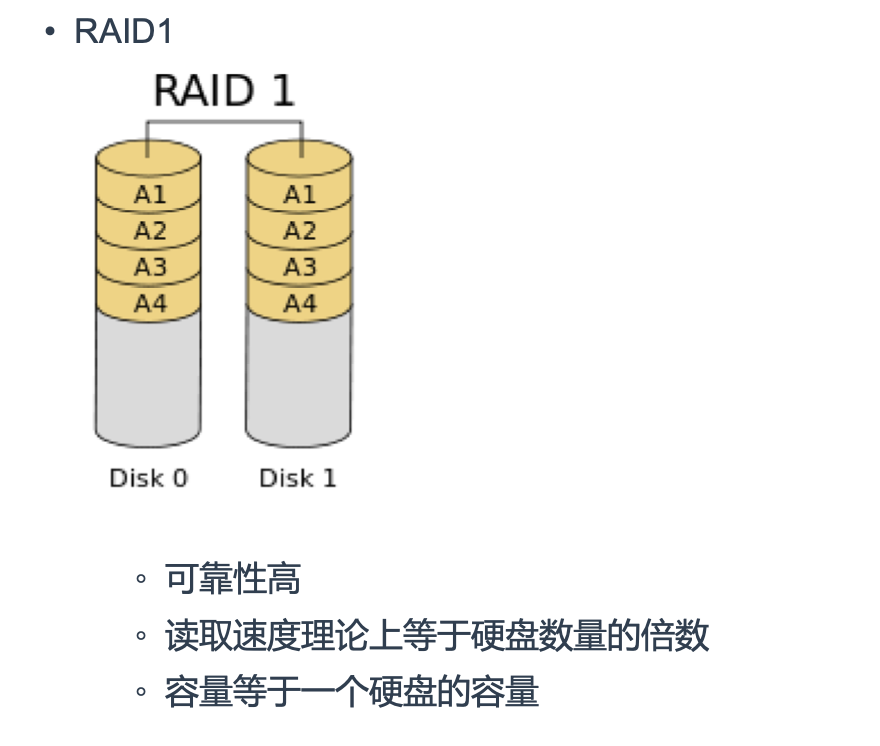 • RAID1
RAID 1
A1 A1
A2 A2
A3 A3
A4 A4
Disk 0 Disk 1
◦ 可靠性高
◦ 读取速度理论上等于硬盘数量的倍数
◦ 容量等于一个硬盘的容量